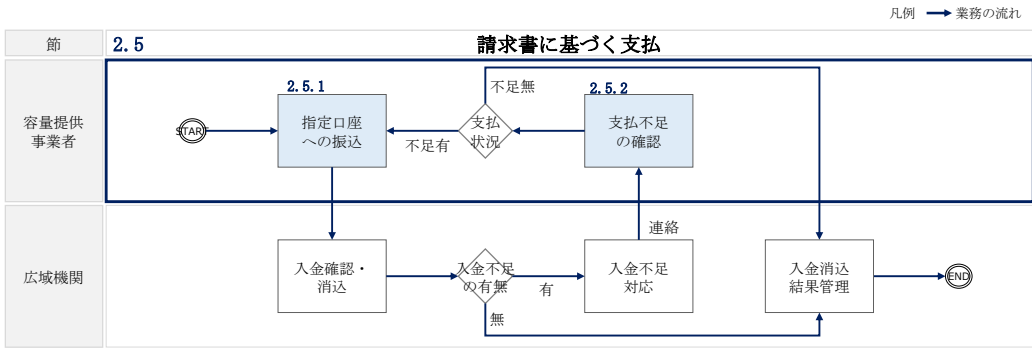 凡例 業務の流れ
節 2.5 請求書に基づく支払
容量提供
事業者
START
2.5.1
指定口座
への振込
不足有
支払
状況
不足無
2.5.2
支払不足
の確認
広域機関
入金確認・
消込
入金不足
の有無
有
無
連絡
入金不足
対応
入金消込
結果管理
END